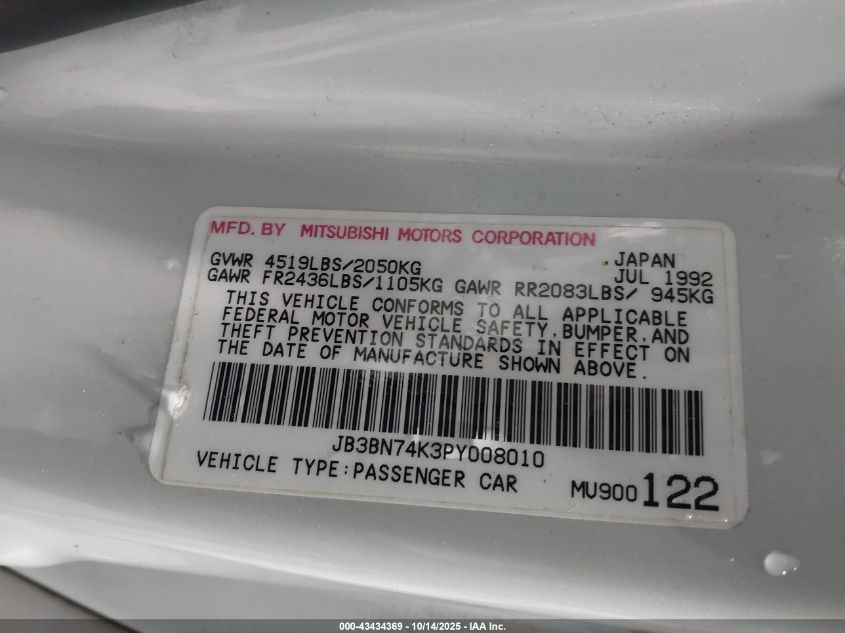 MFD. BY MITSUBISHI MOTORS CORPORATION
GVWR 4519LBS/2050KG JAPAN
JUL 1992
GAWR FR2436LBS/1105KG GAWR RR2083LBS/ 945KG
THIS VEHICLE CONFORMS TO ALL APPLICABLE
FEDERAL MOTOR VEHICLE SAFETY,BUMPER,AND
THEFT PREVENTION STANDARDS IN EFFECT ON
THE DATE OF MANUFACTURE SHOWN ABOVE.
JB3BN74K3PY008010
VEHICLE TYPE:PASSENGER CAR MU900122
000-43434369 - 10/14/2025 - IAA Inc.